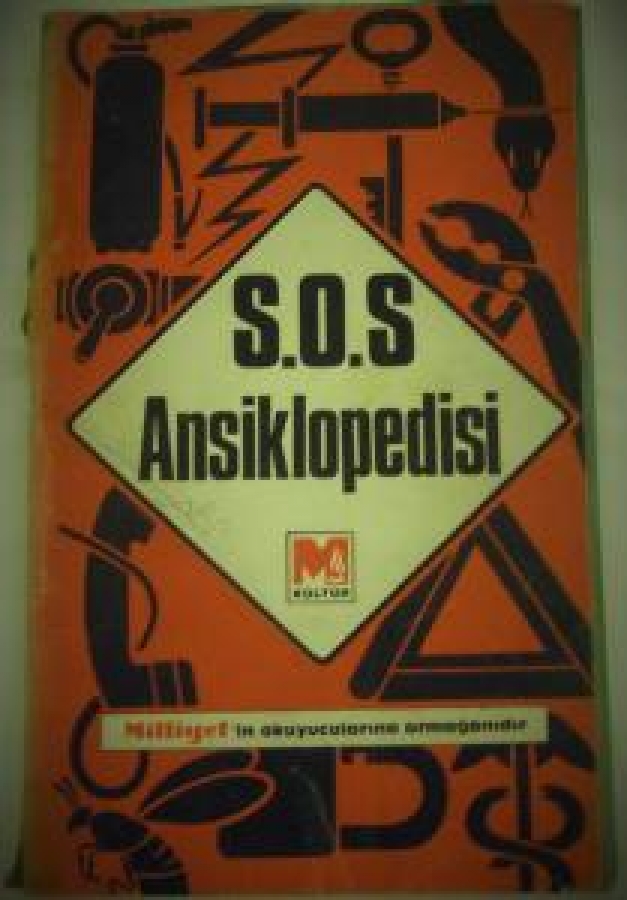 S.O.S
Ansiklopedisi
M
KÜLTÜR
Milliyet in okuyucularına armağanıdır